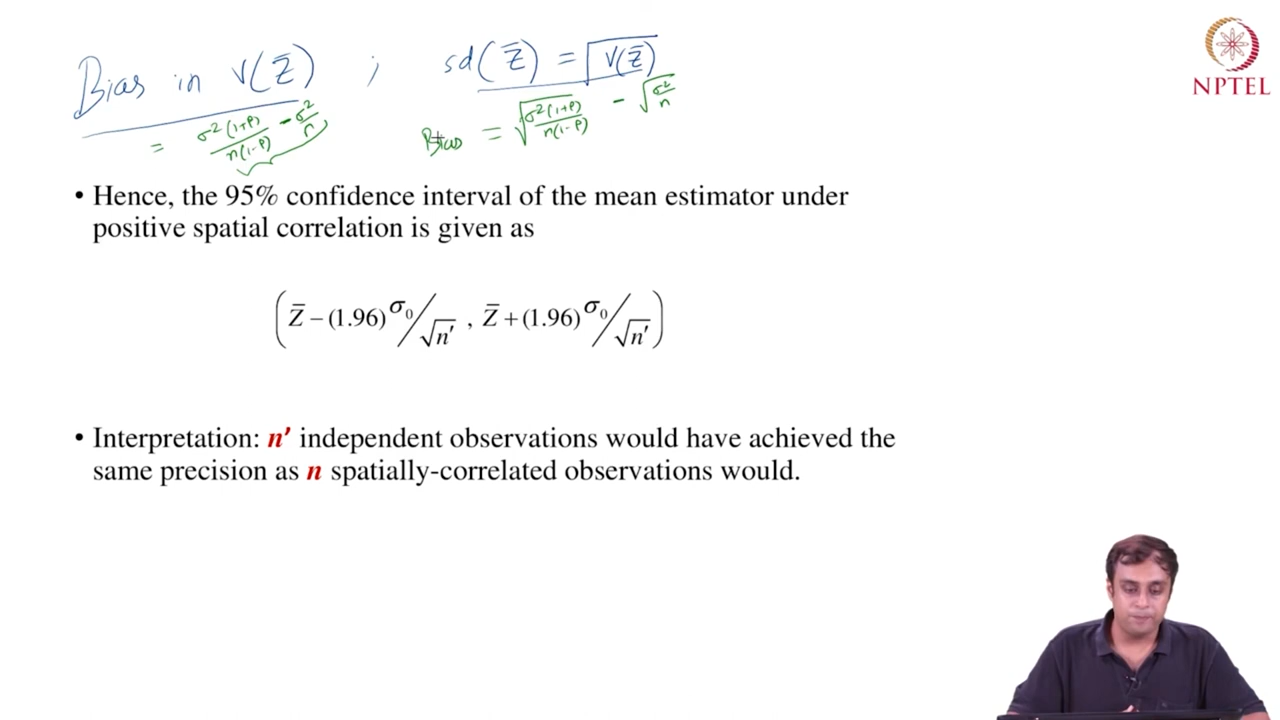 Bias in V(Z̄) ; sd(Z̄) = √V(Z̄)
= σ²(1+ρ)/n(1-ρ) - σ²/n Bias = √(σ²(1+ρ)/n(1-ρ)) - √(σ²/n)
NPTEL
• Hence, the 95% confidence interval of the mean estimator under
positive spatial correlation is given as
(Z̄ – (1.96) σ₀/√n′ , Z̄ + (1.96) σ₀/√n′)
• Interpretation: n′ independent observations would have achieved the
same precision as n spatially-correlated observations would.